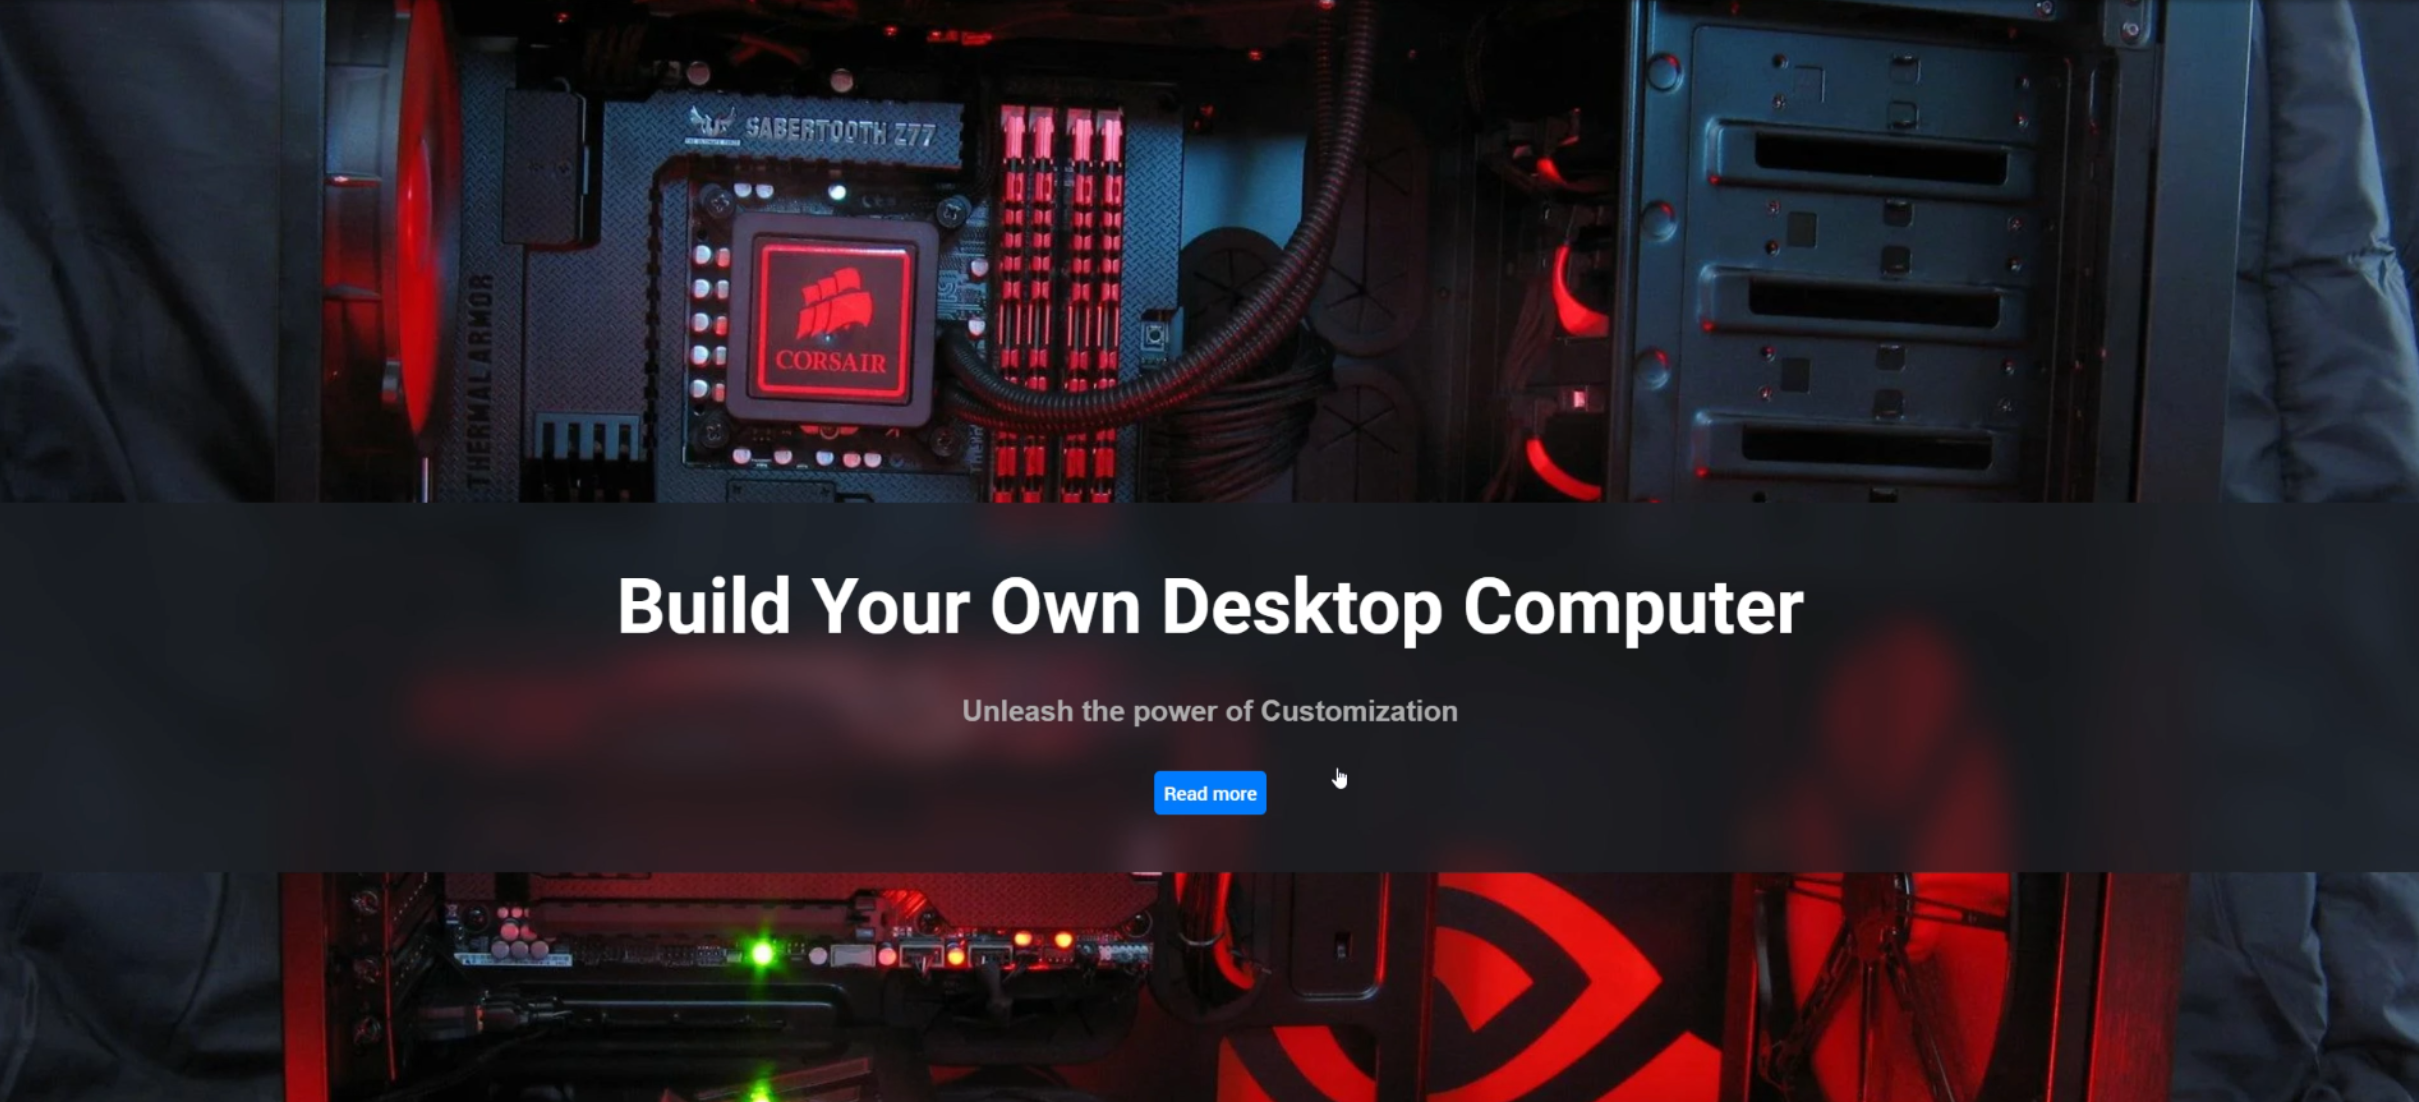 SABERTOOTH Z77
THERMAL ARMOR
CORSAIR
Build Your Own Desktop Computer
Unleash the power of Customization
Read more